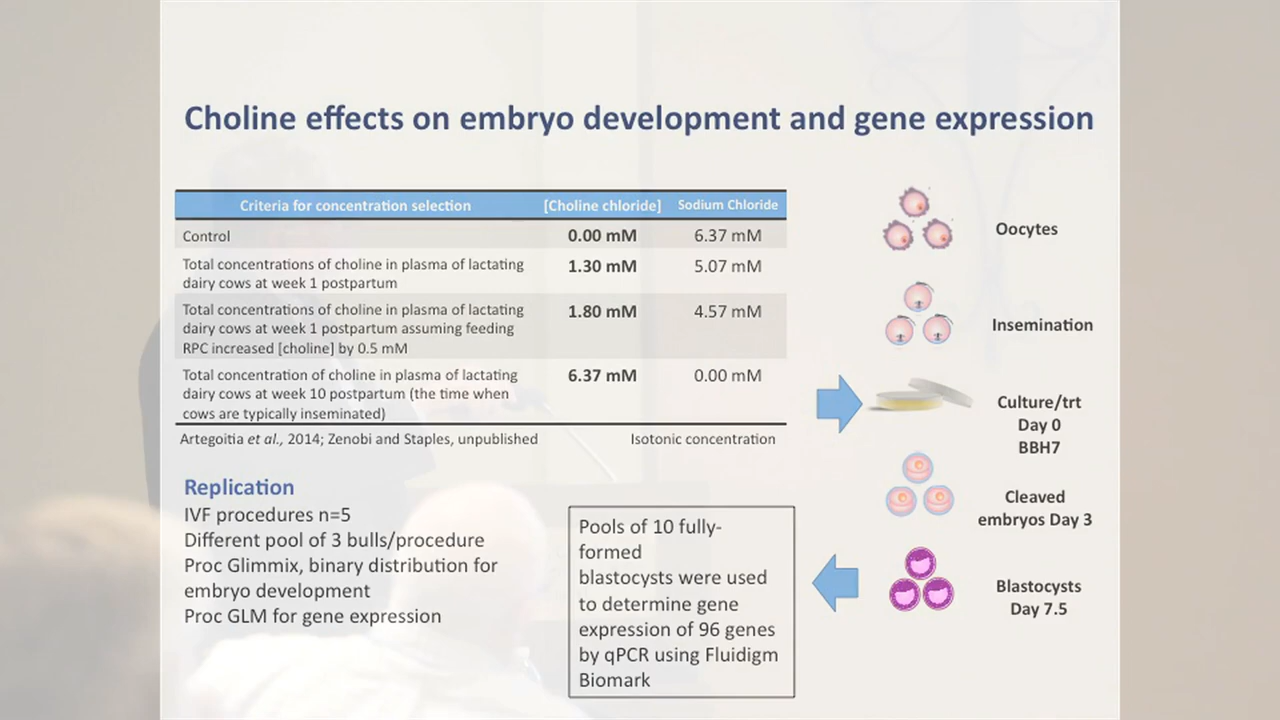 Choline effects on embryo development and gene expression
Criteria for concentration selection [Choline chloride] Sodium Chloride
Control 0.00 mM 6.37 mM
Total concentrations of choline in plasma of lactating 1.30 mM 5.07 mM
dairy cows at week 1 postpartum
Total concentrations of choline in plasma of lactating 1.80 mM 4.57 mM
dairy cows at week 1 postpartum assuming feeding
RPC increased [choline] by 0.5 mM
Total concentration of choline in plasma of lactating 6.37 mM 0.00 mM
dairy cows at week 10 postpartum (the time when
cows are typically inseminated)
Artegoitia et al., 2014; Zenobi and Staples, unpublished Isotonic concentration
Replication
IVF procedures n=5
Different pool of 3 bulls/procedure
Proc Glimmix, binary distribution for
embryo development
Proc GLM for gene expression
Pools of 10 fully-
formed
blastocysts were used
to determine gene
expression of 96 genes
by qPCR using Fluidigm
Biomark
Oocytes
Insemination
Culture/trt
Day 0
BBH7
Cleaved
embryos Day 3
Blastocysts
Day 7.5